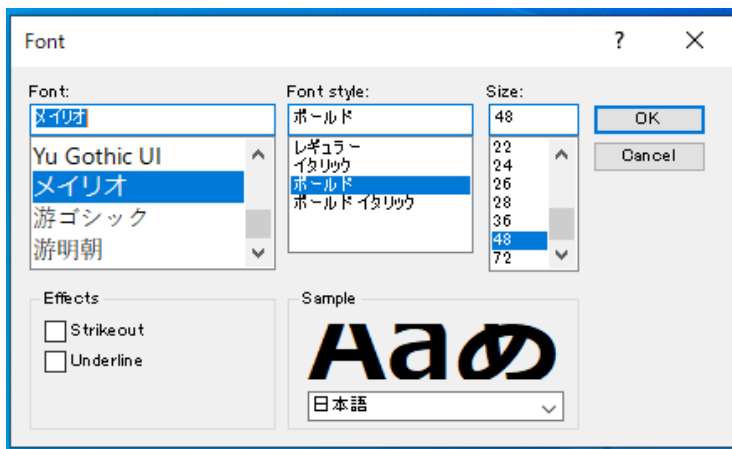 Font
Font:
メイリオ
Yu Gothic UI
メイリオ
游ゴシック
游明朝
Font style:
ボールド
レギュラー
イタリック
ボールド
ボールド イタリック
Size:
48
22
24
26
28
36
48
72
OK
Cancel
Effects
Strikeout
Underline
Sample
Aaめ
日本語